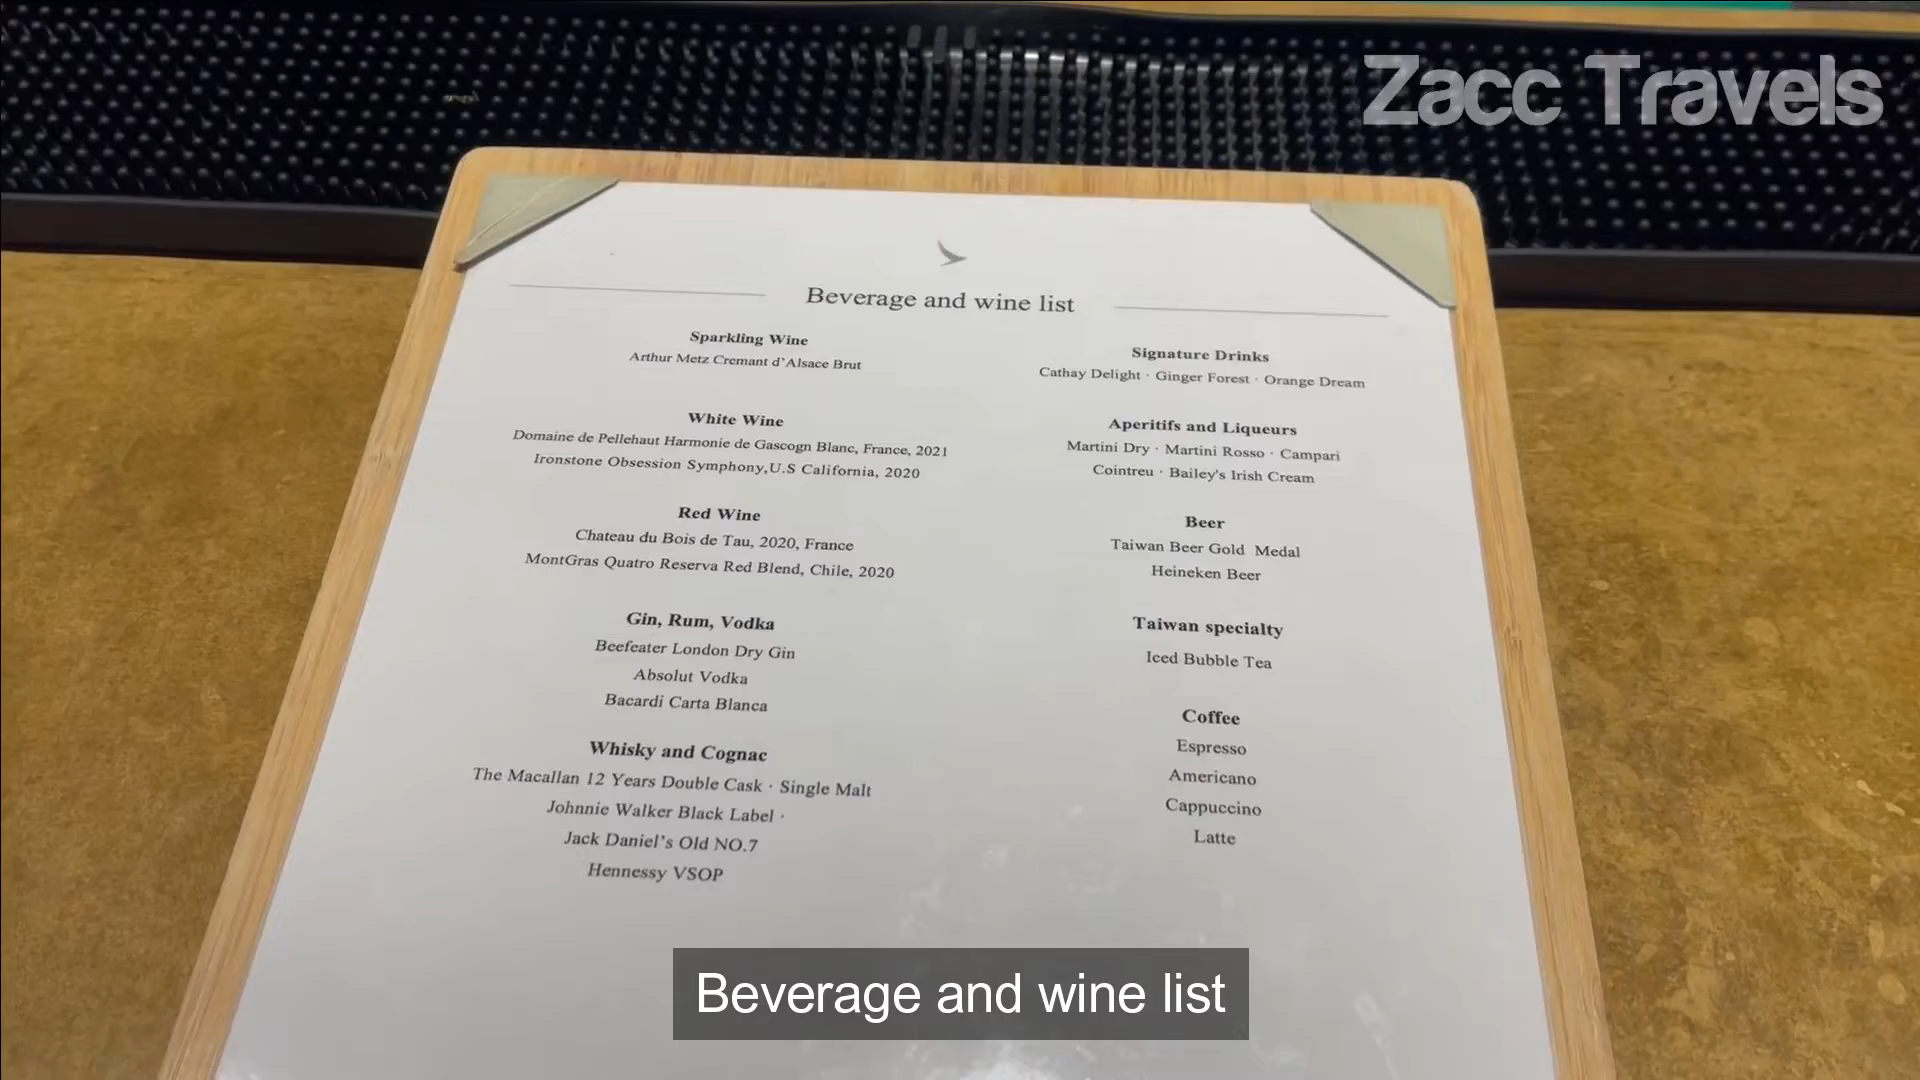 Zacc Travels
Beverage and wine list
Sparkling Wine
Arthur Metz Cremant d'Alsace Brut
White Wine
Domaine de Pellehaut Harmonie de Gascogn Blanc, France, 2021
Ironstone Obsession Symphony,U.S California, 2020
Red Wine
Chateau du Bois de Tau, 2020, France
MontGras Quatro Reserva Red Blend, Chile, 2020
Gin, Rum, Vodka
Beefeater London Dry Gin
Absolut Vodka
Bacardi Carta Blanca
Whisky and Cognac
The Macallan 12 Years Double Cask · Single Malt
Johnnie Walker Black Label ·
Jack Daniel's Old NO.7
Hennessy VSOP
Signature Drinks
Cathay Delight · Ginger Forest · Orange Dream
Aperitifs and Liqueurs
Martini Dry · Martini Rosso · Campari
Cointreu · Bailey's Irish Cream
Beer
Taiwan Beer Gold  Medal
Heineken Beer
Taiwan specialty
Iced Bubble Tea
Coffee
Espresso
Americano
Cappuccino
Latte
Beverage and wine list